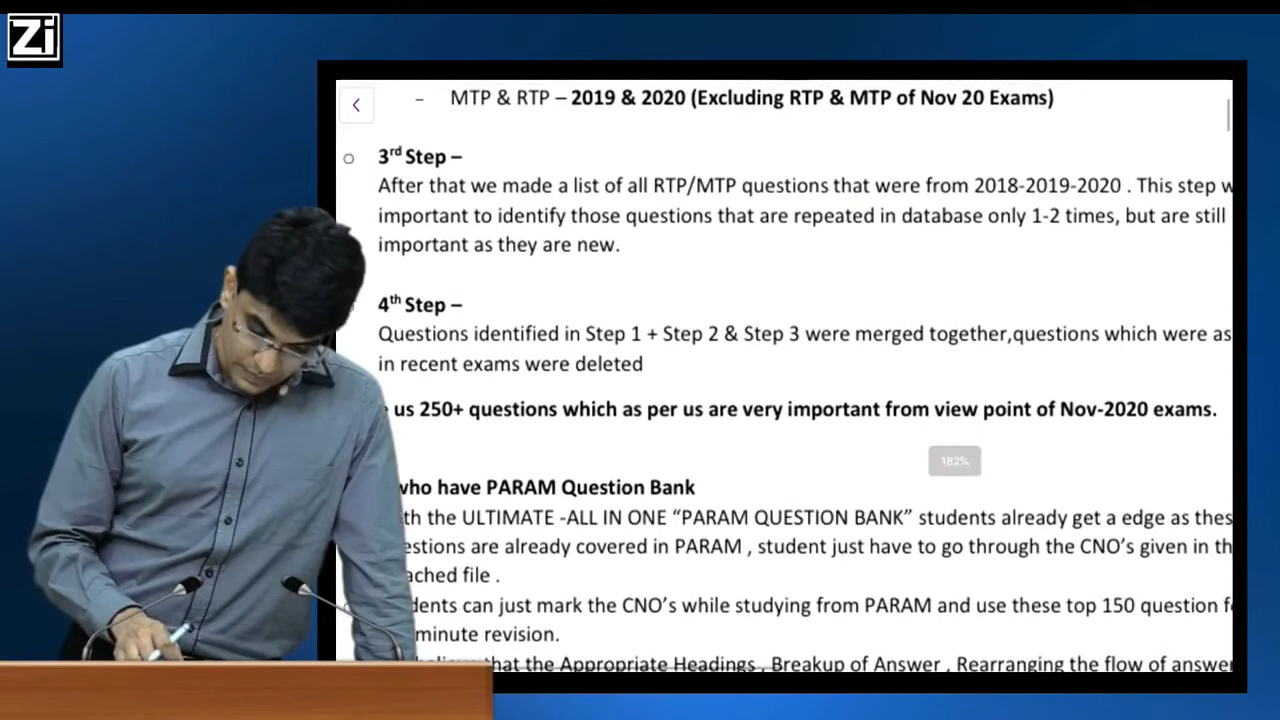 Zi
– MTP & RTP – 2019 & 2020 (Excluding RTP & MTP of Nov 20 Exams)
3rd Step –
After that we made a list of all RTP/MTP questions that were from 2018-2019-2020 . This step
important to identify those questions that are repeated in database only 1-2 times, but are still
important as they are new.
4th Step –
Questions identified in Step 1 + Step 2 & Step 3 were merged together,questions which were
in recent exams were deleted
us 250+ questions which as per us are very important from view point of Nov-2020 exams.
182%
who have PARAM Question Bank
the ULTIMATE -ALL IN ONE “PARAM QUESTION BANK” students already get a edge as
are already covered in PARAM , student just have to go through the CNO’s given in
file .
can just mark the CNO’s while studying from PARAM and use these top 150 question
minute revision.
that the Appropriate Headings , Breakup of Answer , Rearranging the flow of